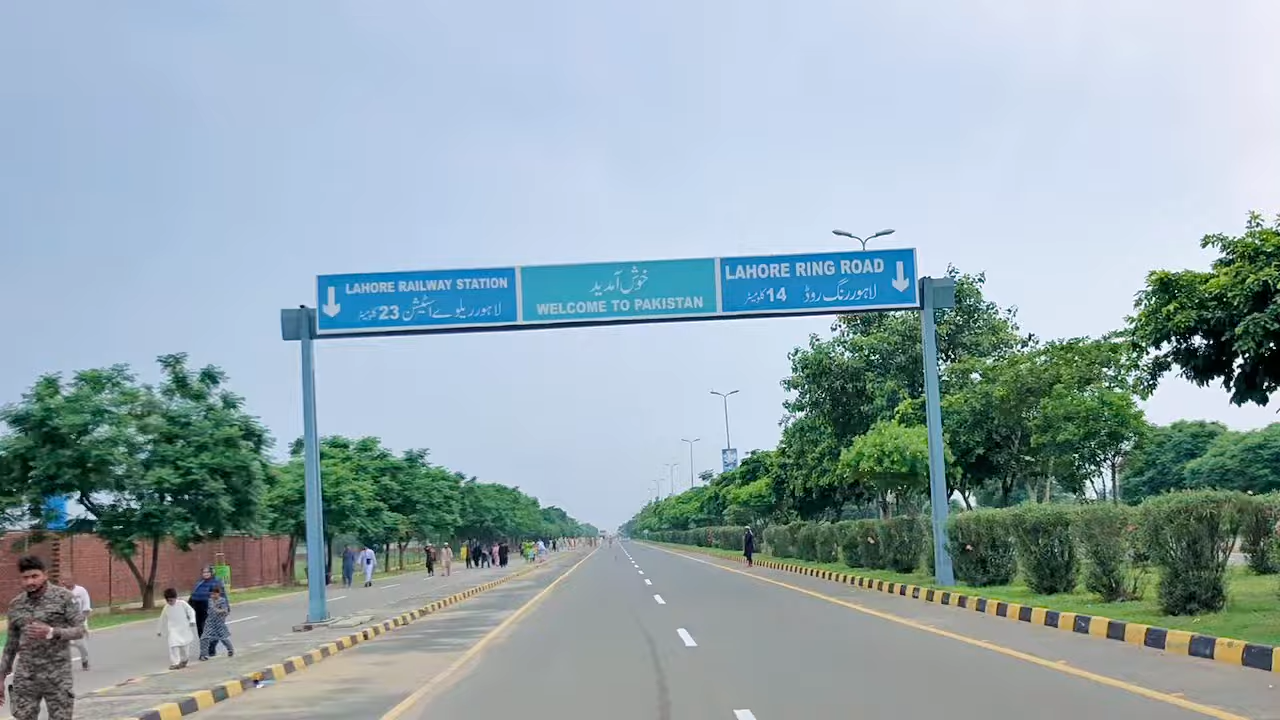 LAHORE RAILWAY STATION
لاہور ریلوے اسٹیشن 23 کلومیٹر
خوش آمدید
WELCOME TO PAKISTAN
LAHORE RING ROAD
لاہور رنگ روڈ 14 کلومیٹر